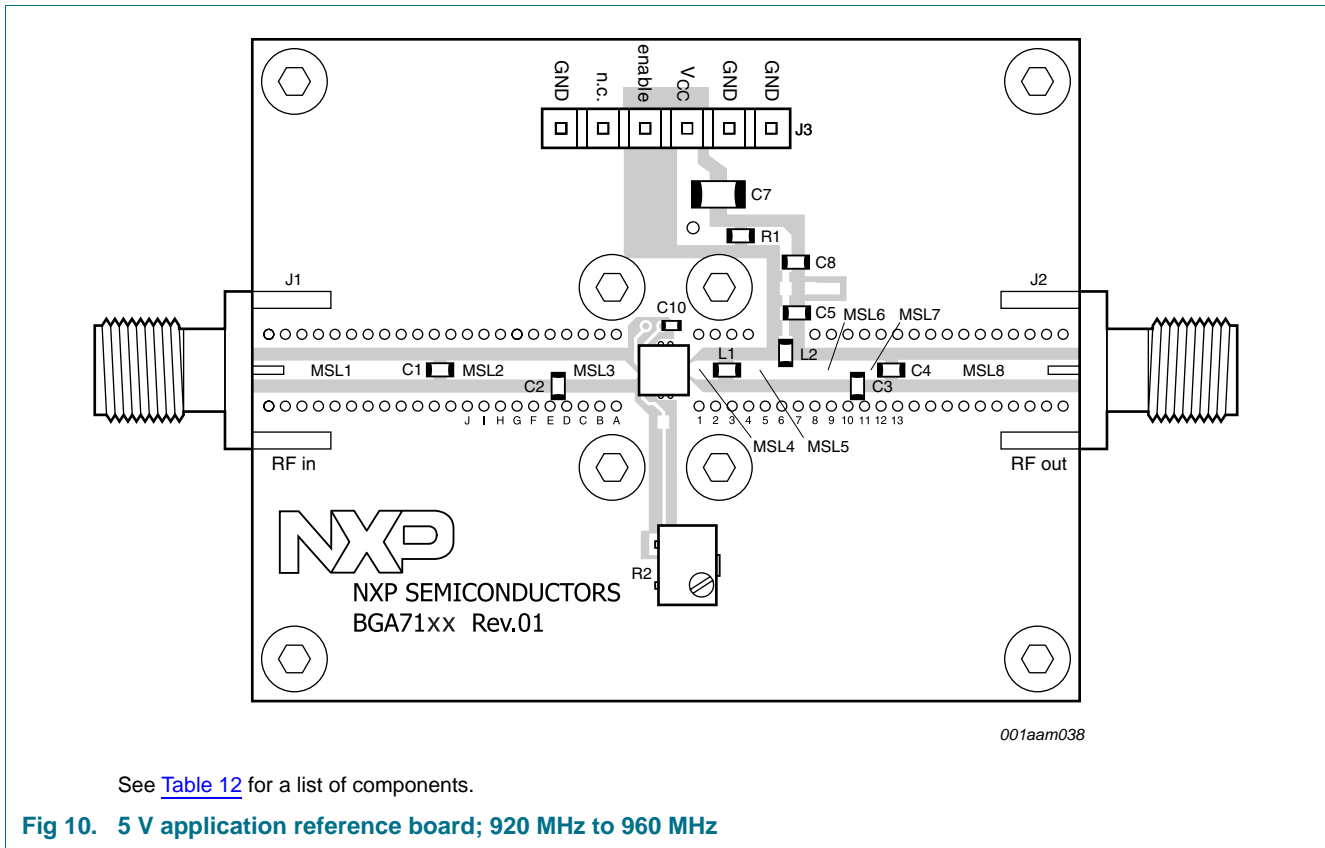 GND n.c. enable VCC GND GND
J3
C7
R1
C8
J1
J2
C10
C5
MSL6 MSL7
L1
L2
MSL1
C1
MSL2
C2
MSL3
C3
C4
MSL8
J I H G F E D C B A
1 2 3 4 5 6 7 8 9 10 11 12 13
MSL4 MSL5
RF in
RF out
NXP
R2
NXP SEMICONDUCTORS
BGA71xx Rev.01
001aam038
See Table 12 for a list of components.
Fig 10. 5 V application reference board; 920 MHz to 960 MHz